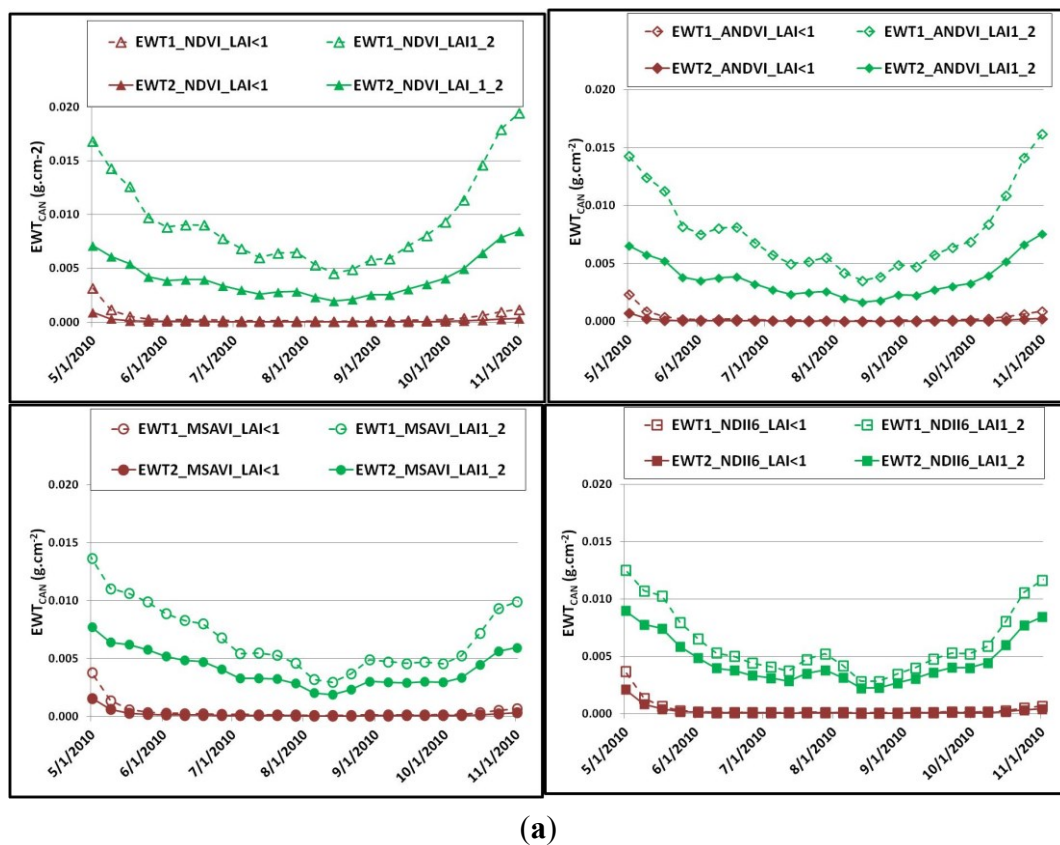 EWT1_NDVI_LAI<1 EWT1_NDVI_LAI1_2
EWT2_NDVI_LAI<1 EWT2_NDVI_LAI_1_2
EWTCAN (g.cm-2)
0.020
0.015
0.010
0.005
0.000
5/1/2010 6/1/2010 7/1/2010 8/1/2010 9/1/2010 10/1/2010 11/1/2010
EWT1_ANDVI_LAI<1 EWT1_ANDVI_LAI1_2
EWT2_ANDVI_LAI<1 EWT2_ANDVI_LAI1_2
EWTCAN (g.cm-2)
0.020
0.015
0.010
0.005
0.000
5/1/2010 6/1/2010 7/1/2010 8/1/2010 9/1/2010 10/1/2010 11/1/2010
EWT1_MSAVI_LAI<1 EWT1_MSAVI_LAI1_2
EWT2_MSAVI_LAI<1 EWT2_MSAVI_LAI1_2
EWTCAN (g.cm-2)
0.020
0.015
0.010
0.005
0.000
5/1/2010 6/1/2010 7/1/2010 8/1/2010 9/1/2010 10/1/2010 11/1/2010
EWT1_NDII6_LAI<1 EWT1_NDII6_LAI1_2
EWT2_NDII6_LAI<1 EWT2_NDII6_LAI1_2
EWTCAN (g.cm-2)
0.020
0.015
0.010
0.005
0.000
5/1/2010 6/1/2010 7/1/2010 8/1/2010 9/1/2010 10/1/2010 11/1/2010
(a)